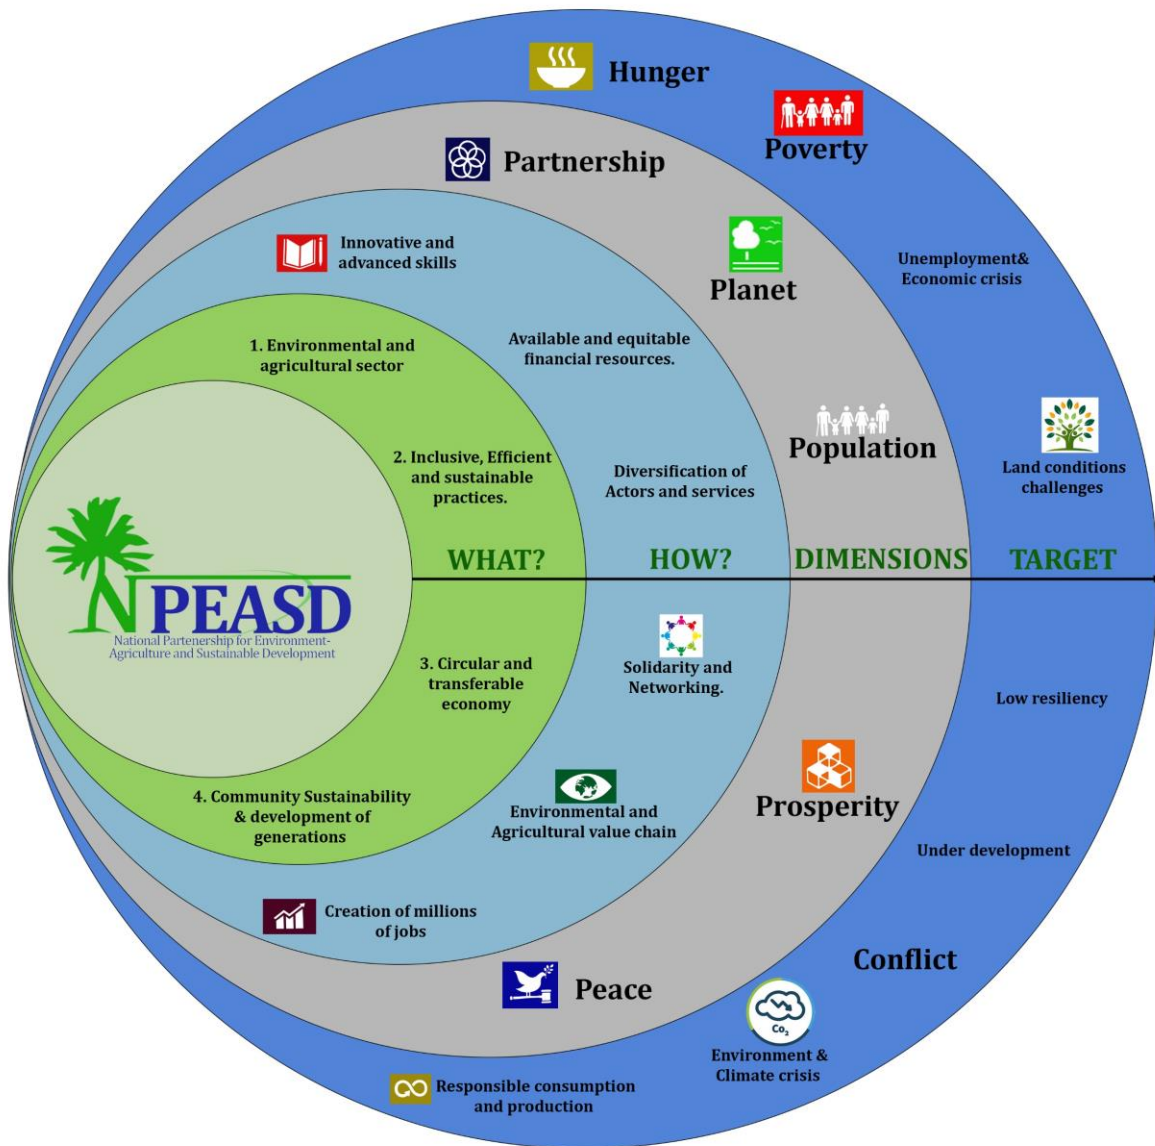 Hunger
Poverty
Partnership
Innovative and
advanced skills
Planet
Unemployment&
Economic crisis
1. Environmental and
agricultural sector
Available and equitable
financial resources.
Population
2. Inclusive, Efficient
and sustainable
practices.
Diversification of
Actors and services
Land conditions
challenges
WHAT?
HOW?
DIMENSIONS
TARGET
NPEASD
National Partenership for Environment-
Agriculture and Sustainable Development
3. Circular and
transferable
economy
Solidarity and
Networking.
Low resiliency
Prosperity
4. Community Sustainability
& development of
generations
Environmental and
Agricultural value chain
Under development
Creation of millions
of jobs
Conflict
Peace
Co₂
Environment &
Climate crisis
Responsible consumption
and production